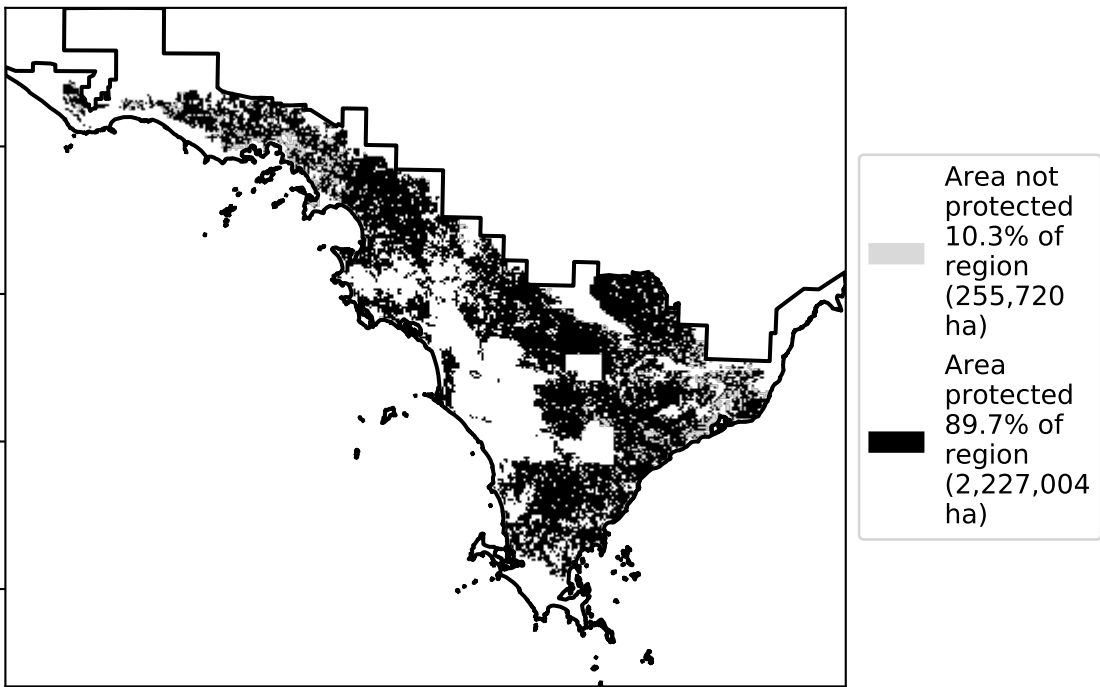 Area not
protected
10.3% of
region
(255,720
ha)
Area
protected
89.7% of
region
(2,227,004
ha)